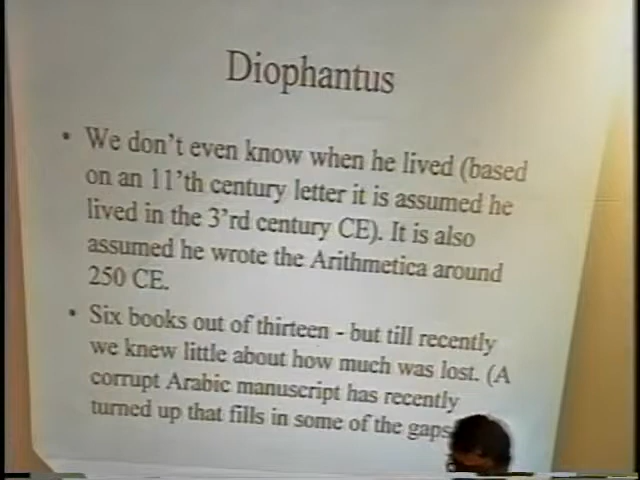 Diophantus
• We don't even know when he lived (based
on an 11'th century letter it is assumed he
lived in the 3'rd century CE). It is also
assumed he wrote the Arithmetica around
250 CE.
• Six books out of thirteen - but till recently
we knew little about how much was lost. (A
corrupt Arabic manuscript has recently
turned up that fills in some of the gaps